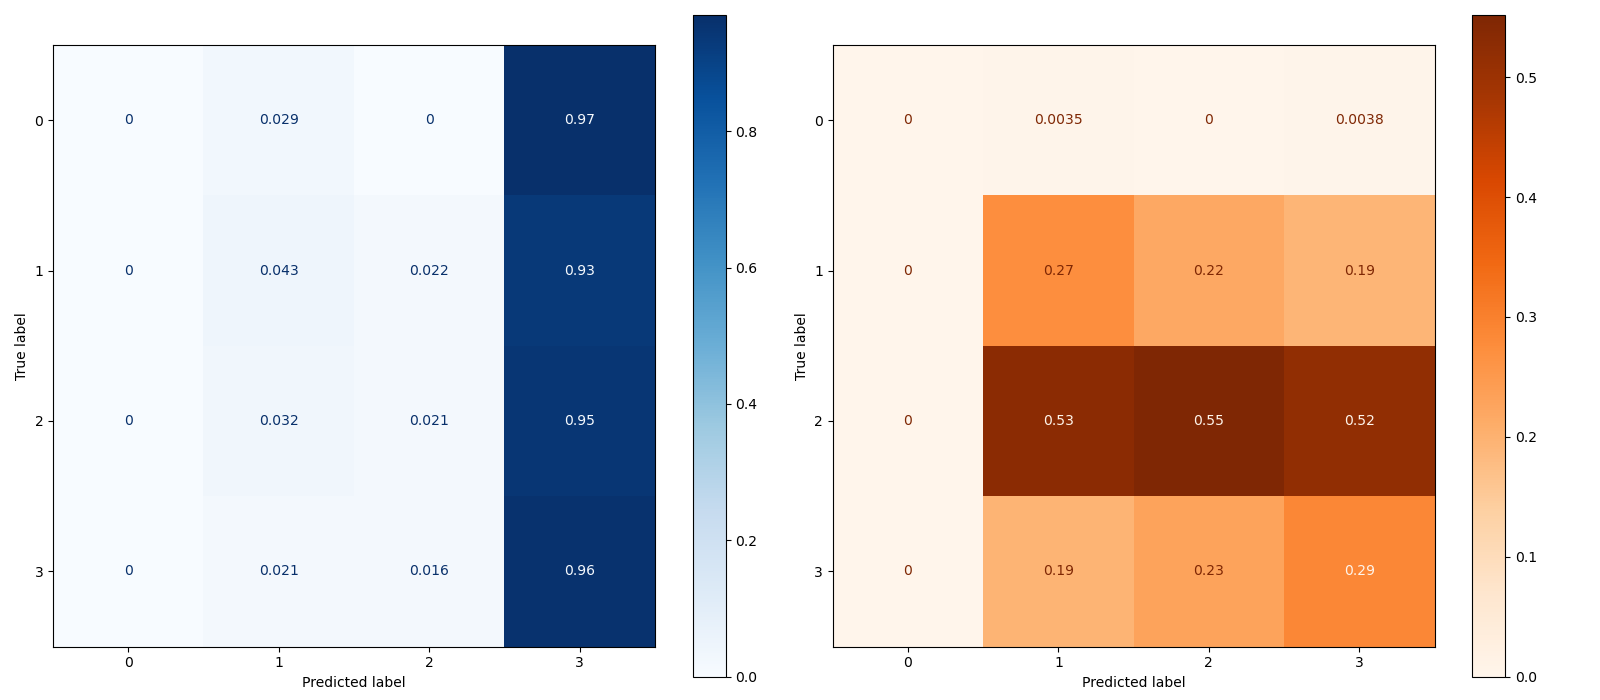 0 0.029 0 0.97
1 0 0.043 0.022 0.93
2 0 0.032 0.021 0.95
3 0 0.021 0.016 0.96
0 1 2 3
True label
Predicted label
0.8
0.6
0.4
0.2
0.0
0 0 0.0035 0 0.0038
1 0 0.27 0.22 0.19
2 0 0.53 0.55 0.52
3 0 0.19 0.23 0.29
0 1 2 3
True label
Predicted label
0.5
0.4
0.3
0.2
0.1
0.0